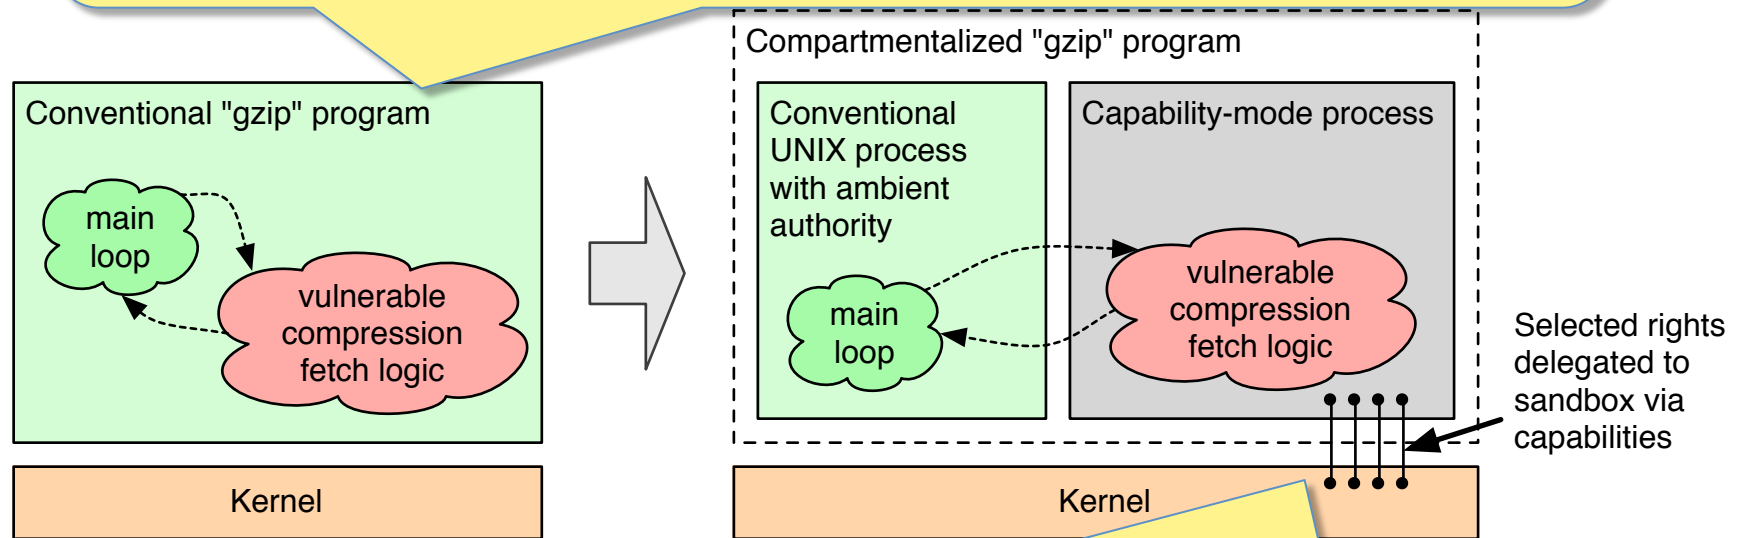 Compartmentalized "gzip" program
Conventional "gzip" program
main
loop
vulnerable
compression
fetch logic
Kernel
Conventional
UNIX process
with ambient
authority
main
loop
Capability-mode process
vulnerable
compression
fetch logic
Selected rights
delegated to
sandbox via
capabilities
Kernel